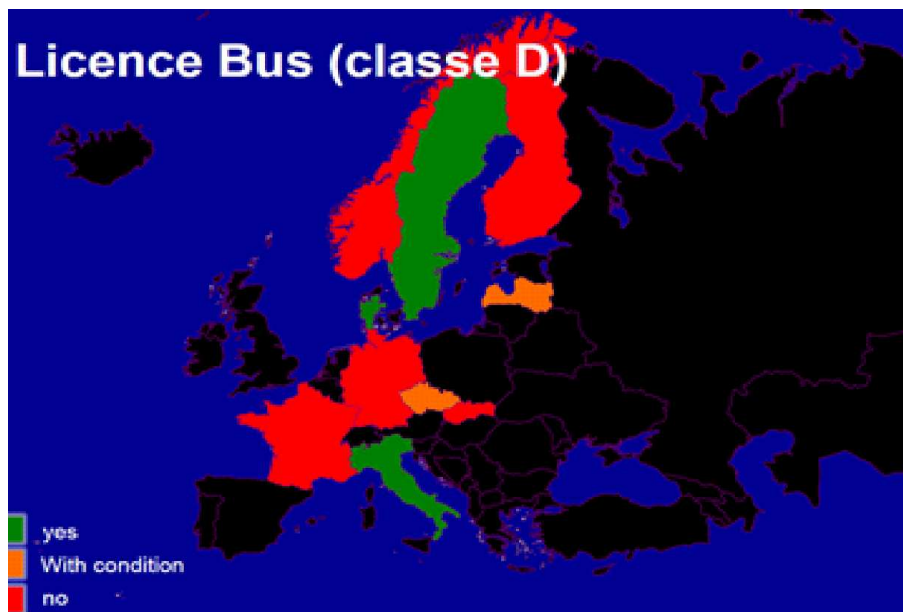 Licence Bus (classe D)
yes
With condition
no